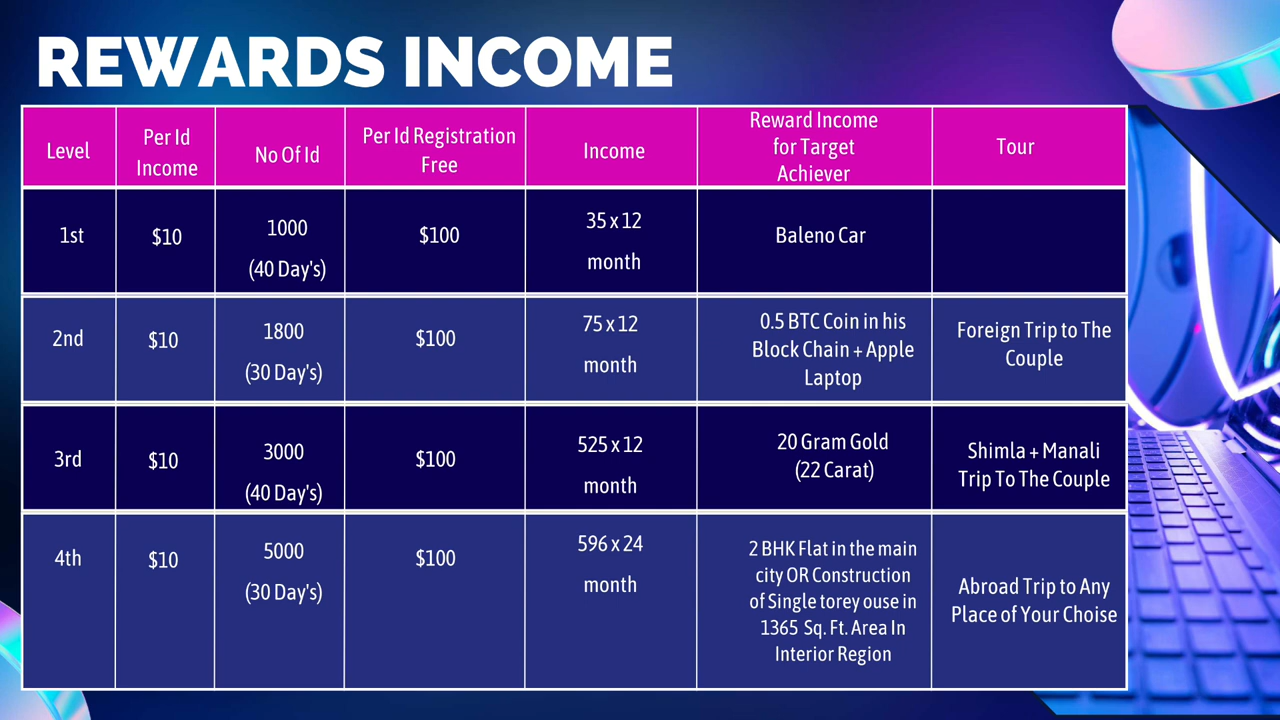 REWARDS INCOME
Level
Per Id
Income
No Of Id
Per Id Registration
Free
Income
Reward Income
for Target
Achiever
Tour
1st
$10
1000
(40 Day's)
$100
35 x 12
month
Baleno Car
2nd
$10
1800
(30 Day's)
$100
75 x 12
month
0.5 BTC Coin in his
Block Chain + Apple
Laptop
Foreign Trip to The
Couple
3rd
$10
3000
(40 Day's)
$100
525 x 12
month
20 Gram Gold
(22 Carat)
Shimla + Manali
Trip To The Couple
4th
$10
5000
(30 Day's)
$100
596 x 24
month
2 BHK Flat in the main
city OR Construction
of Single torey ouse in
1365 Sq. Ft. Area In
Interior Region
Abroad Trip to Any
Place of Your Choise